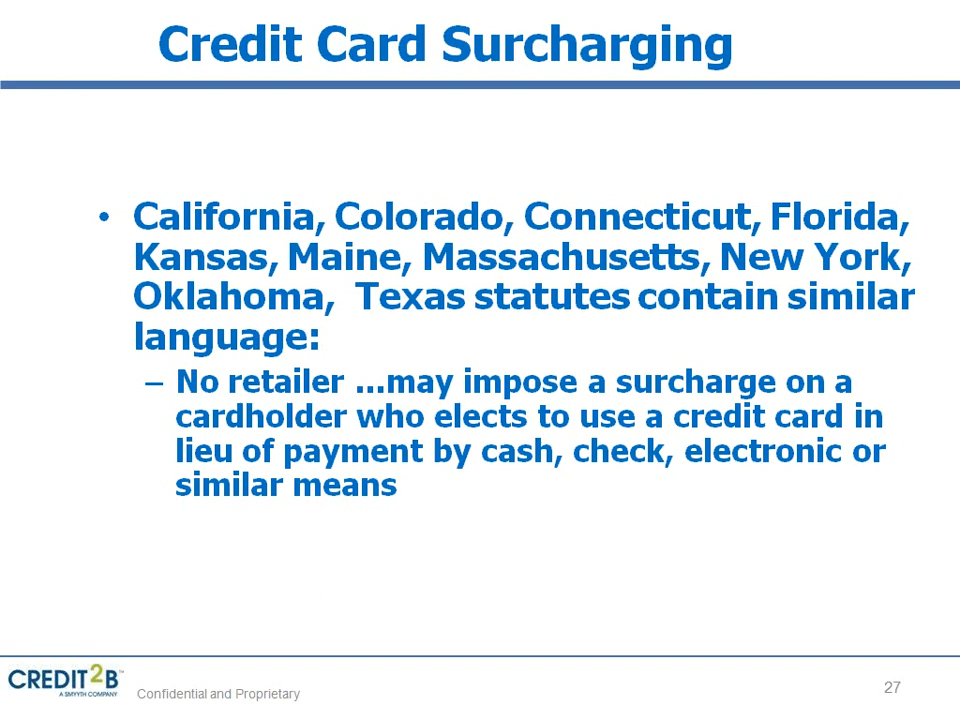 Credit Card Surcharging
• California, Colorado, Connecticut, Florida,
Kansas, Maine, Massachusetts, New York,
Oklahoma,  Texas statutes contain similar
language:
– No retailer ...may impose a surcharge on a
cardholder who elects to use a credit card in
lieu of payment by cash, check, electronic or
similar means
CREDIT2B™
A SMYYTH COMPANY
Confidential and Proprietary
27